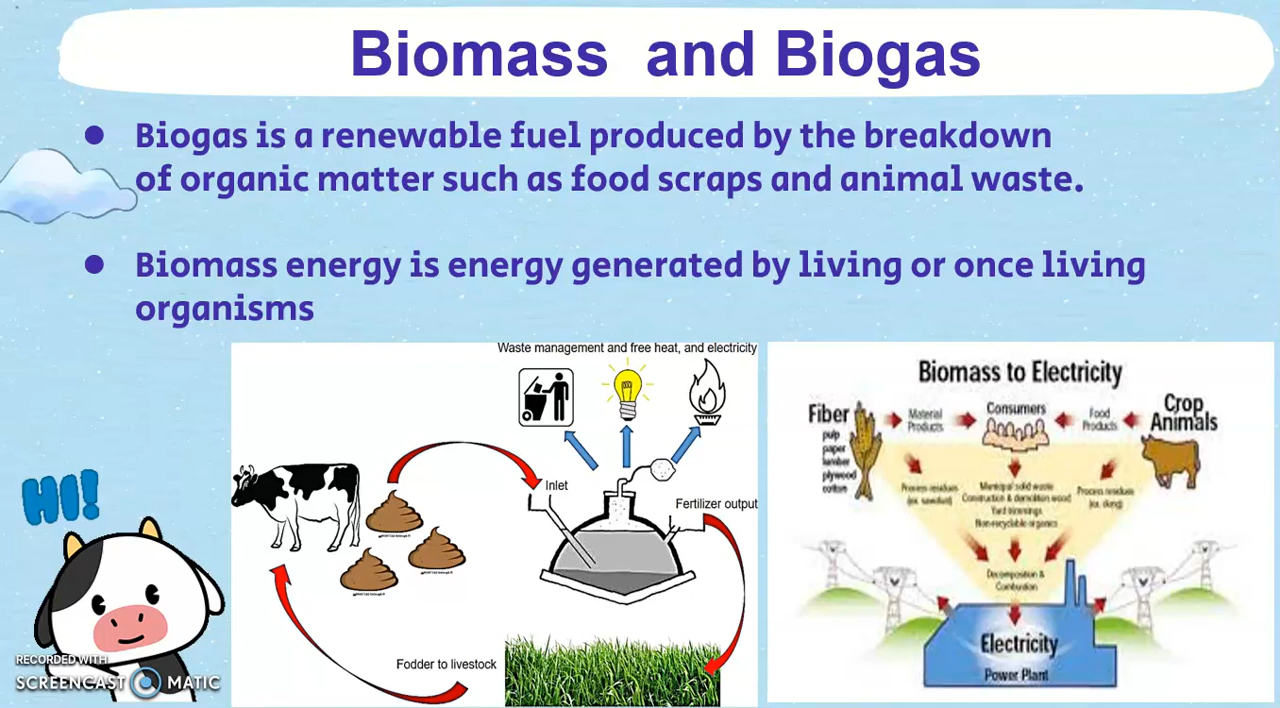 Biomass and Biogas
● Biogas is a renewable fuel produced by the breakdown
of organic matter such as food scraps and animal waste.
● Biomass energy is energy generated by living or once living
organisms
Waste management and free heat, and electricity
Inlet
Fertilizer output
Fodder to livestock
Biomass to Electricity
Fiber
pulp
paper
lumber
plywood
cotton
Material
Products
Consumers
Food
Products
Crop
Animals
Process residues
(ex. sawdust)
Municipal solid waste
Construction & demolition wood
Yard trimmings
Non-recyclable organics
Process residues
(ex. dung)
Decomposition &
Combustion
Electricity
Power Plant
HI!
RECORDED WITH
SCREENCAST MATIC